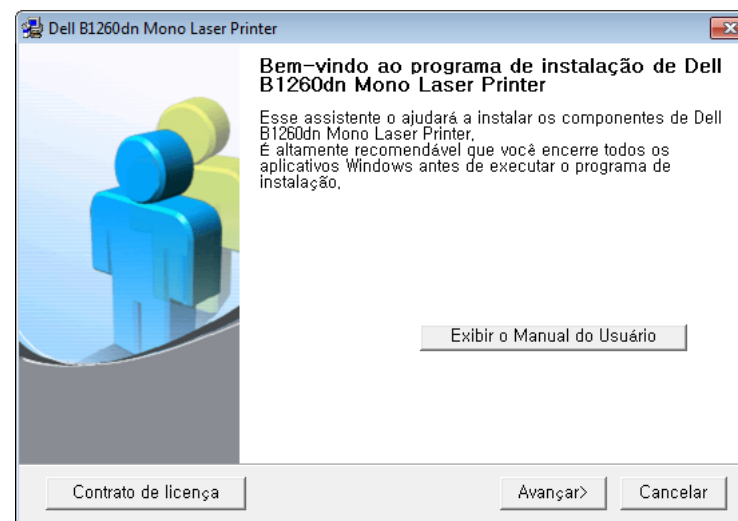 Dell B1260dn Mono Laser Printer
Bem-vindo ao programa de instalação de Dell
B1260dn Mono Laser Printer
Esse assistente o ajudará a instalar os componentes de Dell
B1260dn Mono Laser Printer,
É altamente recomendável que você encerre todos os
aplicativos Windows antes de executar o programa de
instalação,
Exibir o Manual do Usuário
Contrato de licença
Avançar>
Cancelar